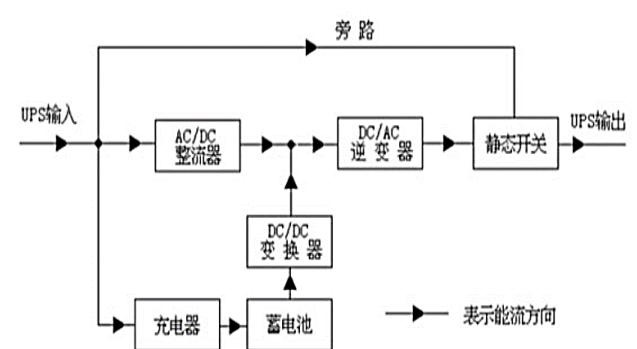 旁路
UPS输入
AC/DC
整流器
DC/AC
逆变器
静态开关
UPS输出
DC/DC
变换器
充电器
蓄电池
表示能流方向